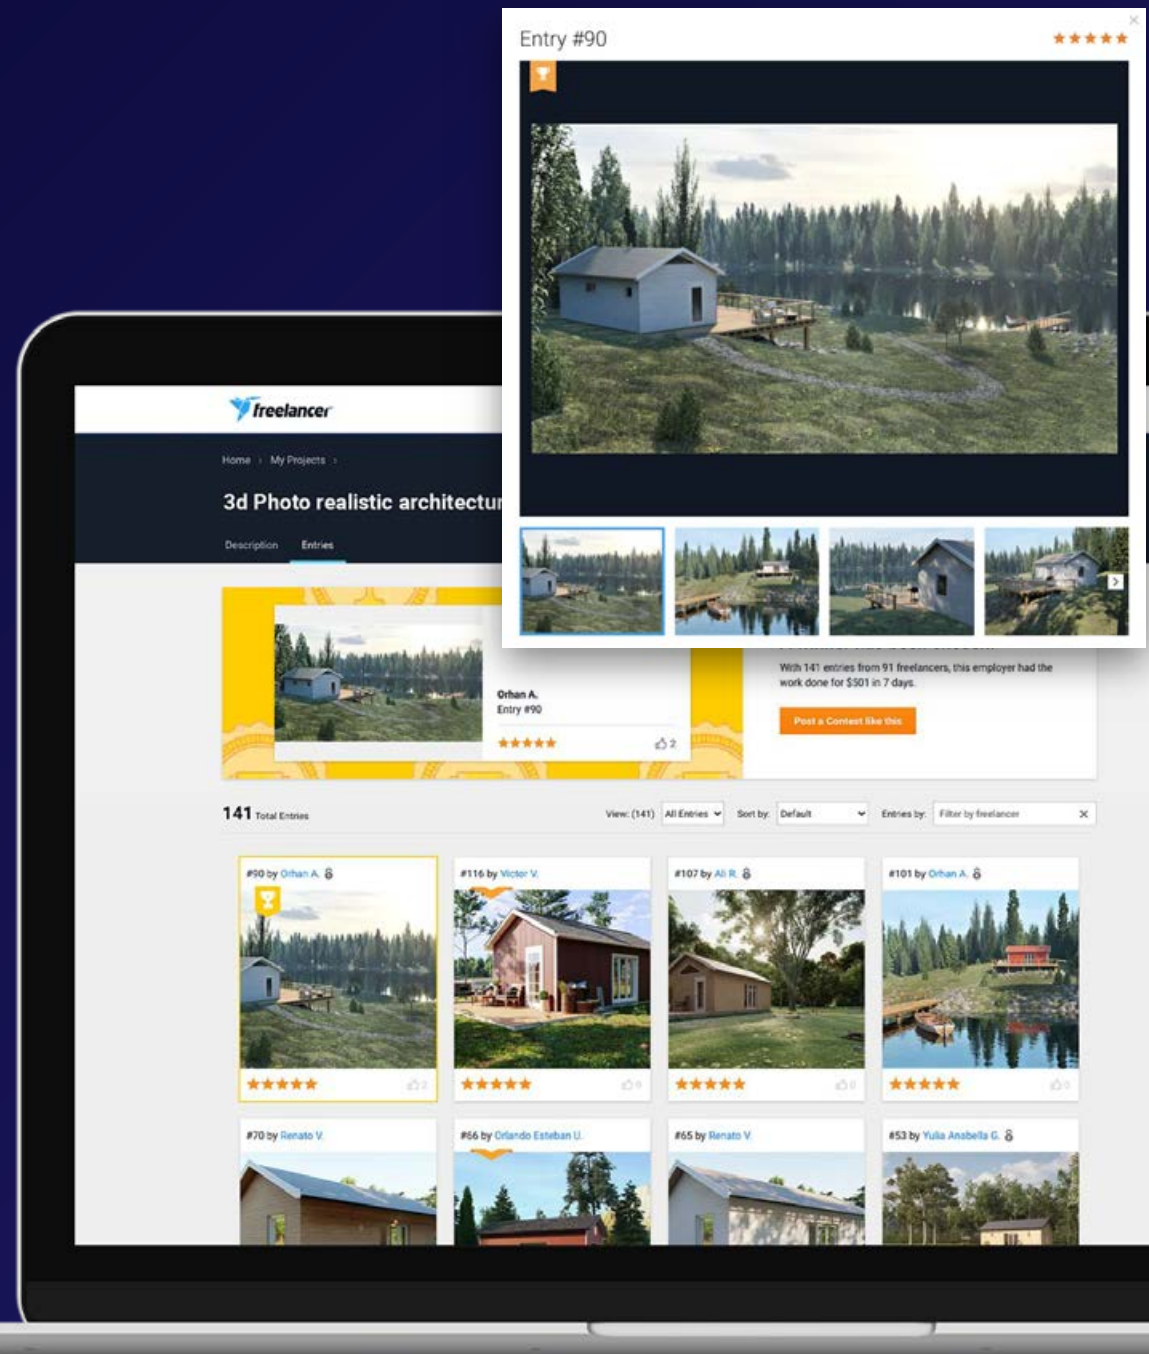 Entry #90
freelancer
Home › My Projects ›
3d Photo realistic architectur
Description Entries
With 141 entries from 91 freelancers, this employer had the
work done for $501 in 7 days.
Post a Contest like this
Orhan A.
Entry #90
2
141 Total Entries
View: (141) All Entries Sort by: Default Entries by: Filter by freelancer
#90 by Orhan A.
#116 by Victor V.
#107 by Ali R.
#101 by Orhan A.
2
0
0
0
#70 by Renato V.
#66 by Orlando Esteban U.
#65 by Renato V.
#53 by Yulia Anabella G.